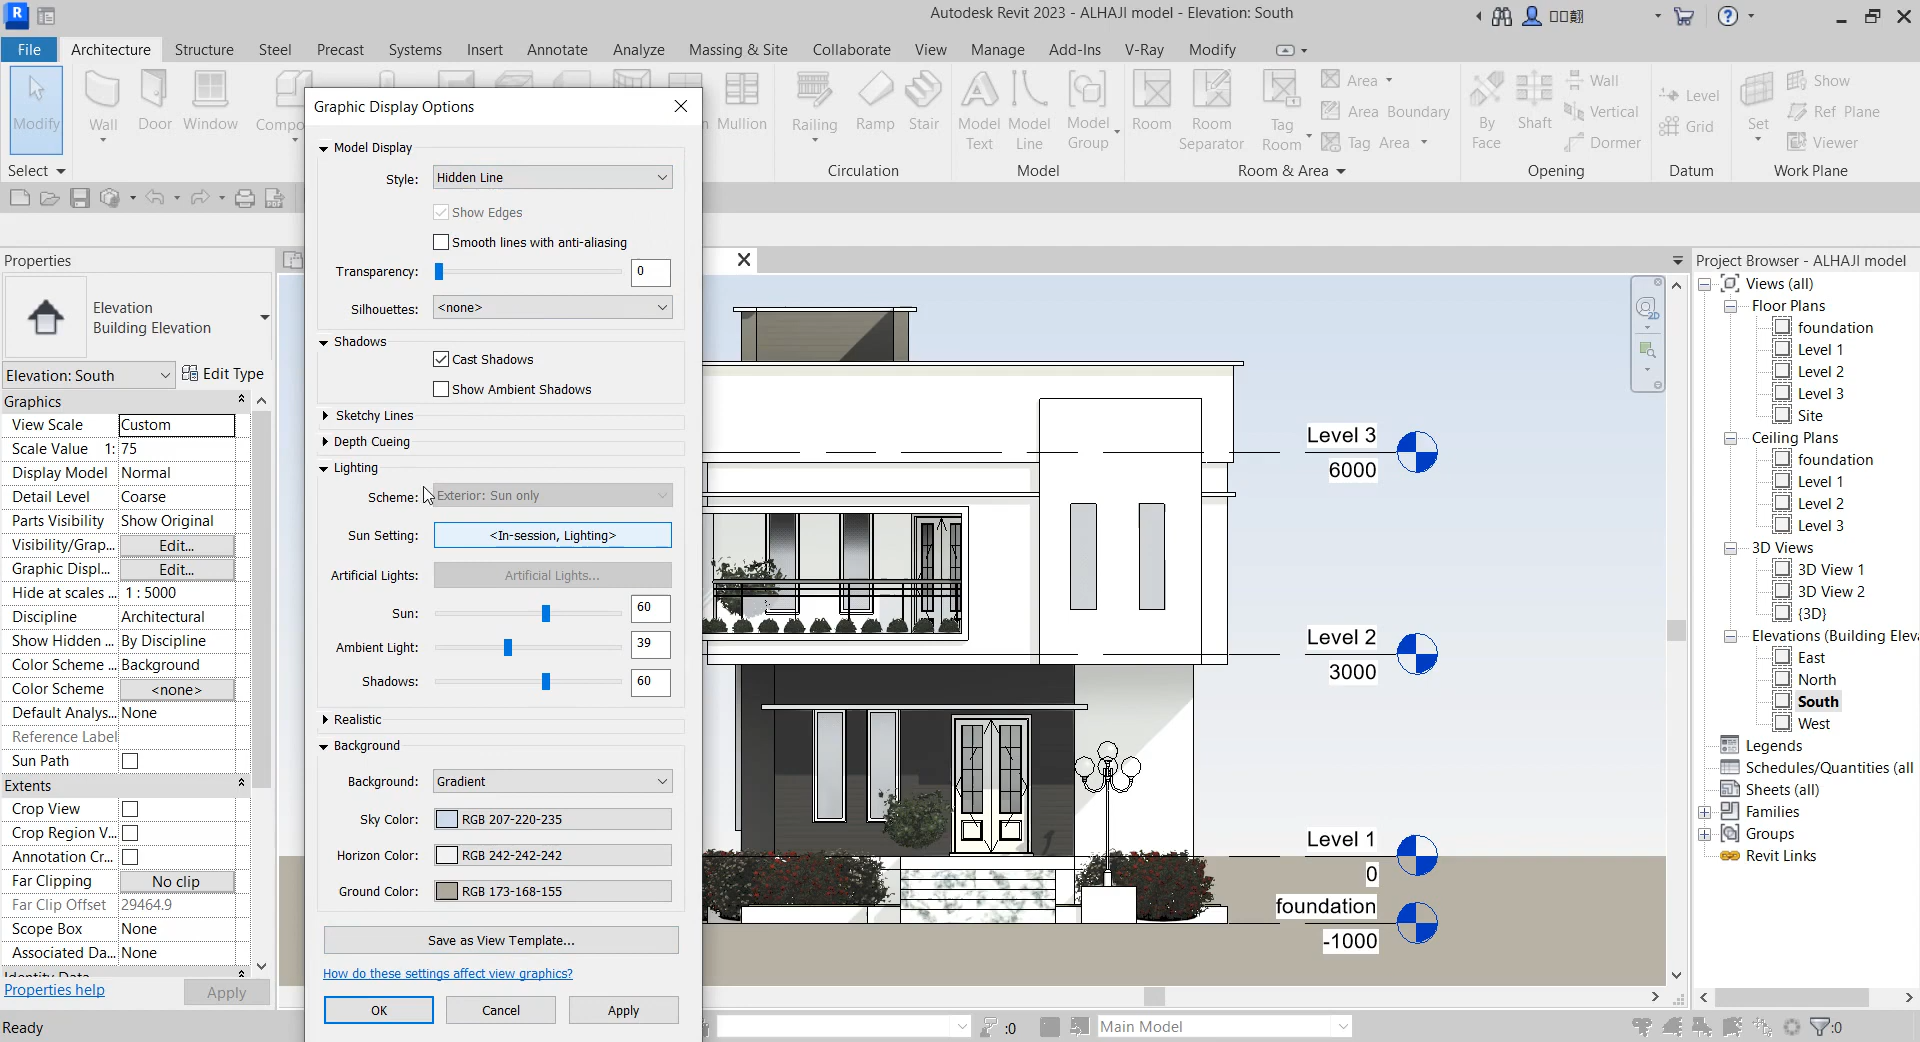 R
Autodesk Revit 2023 - ALHAJI model - Elevation: South
?
File
Architecture
Structure
Steel
Precast
Systems
Insert
Annotate
Analyze
Massing & Site
Collaborate
View
Manage
Add-Ins
V-Ray
Modify
Modify
Wall
Door
Window
Compo
Mullion
Railing
Ramp
Stair
Model Text
Model Line
Model Group
Room
Room Separator
Tag Room
Area
Area Boundary
Tag Area
By Face
Shaft
Wall
Vertical
Dormer
Level
Grid
Set
Show
Ref Plane
Viewer
Select
Circulation
Model
Room & Area
Opening
Datum
Work Plane
Properties
Elevation
Building Elevation
Elevation: South
Edit Type
Graphics
View Scale Custom
Scale Value 1: 75
Display Model Normal
Detail Level Coarse
Parts Visibility Show Original
Visibility/Grap... Edit...
Graphic Displ... Edit...
Hide at scales ... 1 : 5000
Discipline Architectural
Show Hidden ... By Discipline
Color Scheme ... Background
Color Scheme <none>
Default Analys... None
Reference Label
Sun Path
Extents
Crop View
Crop Region V...
Annotation Cr...
Far Clipping No clip
Far Clip Offset 29464.9
Scope Box None
Associated Da... None
Identity Data
Properties help
Apply
Ready
Graphic Display Options
Model Display
Style: Hidden Line
Show Edges
Smooth lines with anti-aliasing
Transparency: 0
Silhouettes: <none>
Shadows
Cast Shadows
Show Ambient Shadows
Sketchy Lines
Depth Cueing
Lighting
Scheme: Exterior: Sun only
Sun Setting: <In-session, Lighting>
Artificial Lights: Artificial Lights...
Sun: 60
Ambient Light: 39
Shadows: 60
Realistic
Background
Background: Gradient
Sky Color: RGB 207-220-235
Horizon Color: RGB 242-242-242
Ground Color: RGB 173-168-155
Save as View Template...
How do these settings affect view graphics?
OK
Cancel
Apply
Level 3
6000
Level 2
3000
Level 1
0
foundation
-1000
2D
:0
Main Model
:0
Project Browser - ALHAJI model
Views (all)
Floor Plans
foundation
Level 1
Level 2
Level 3
Site
Ceiling Plans
foundation
Level 1
Level 2
Level 3
3D Views
3D View 1
3D View 2
{3D}
Elevations (Building Elev
East
North
South
West
Legends
Schedules/Quantities (all
Sheets (all)
Families
Groups
Revit Links